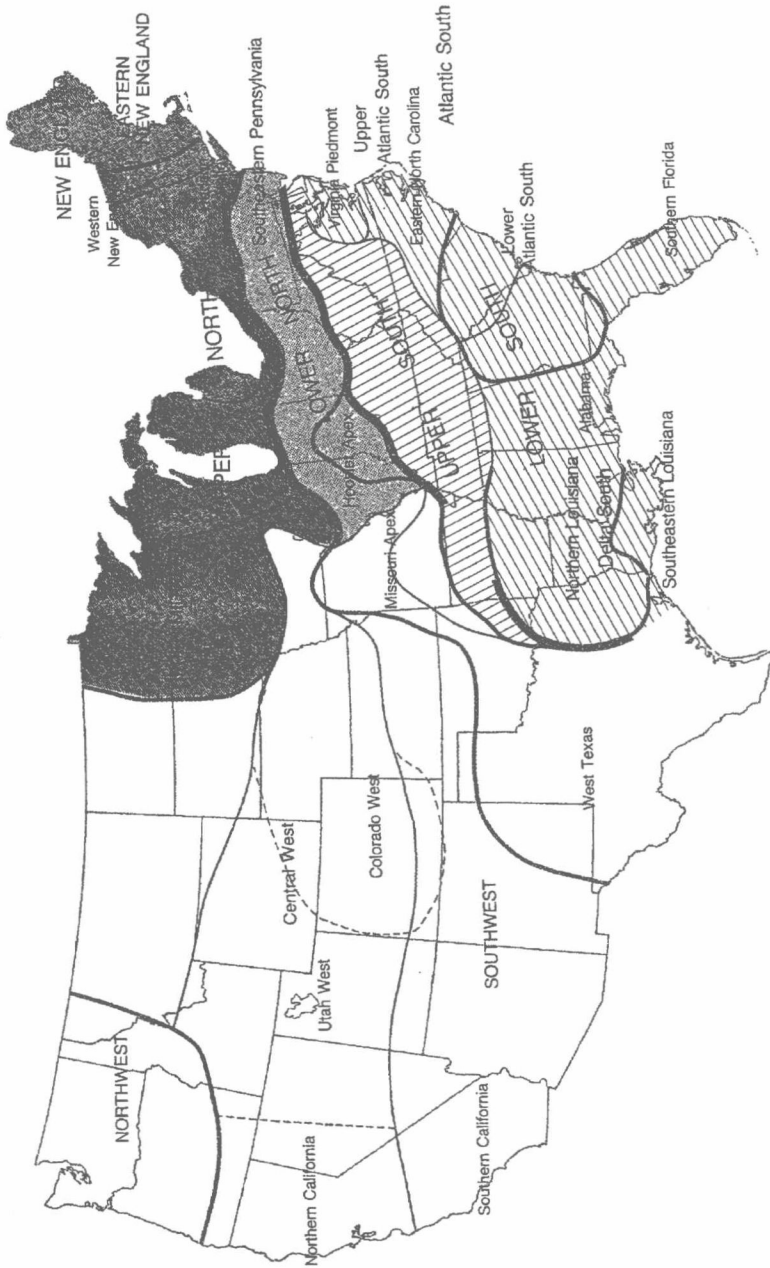 NORTHWEST
Northern California
Southern California
Utah West
Central West
Colorado West
SOUTHWEST
West Texas
Missouri Apex
Hoosier Apex
UPPER
NORTH
LOWER
NORTH
NEW ENGLAND
EASTERN
NEW ENGLAND
Western
Southeastern Pennsylvania
Virginia Piedmont
Upper
Atlantic South
Eastern North Carolina
Atlantic South
Lower
Atlantic South
UPPER
SOUTH
LOWER
SOUTH
Northern Louisiana
Delta South
Alabama
Southeastern Louisiana
Southern Florida